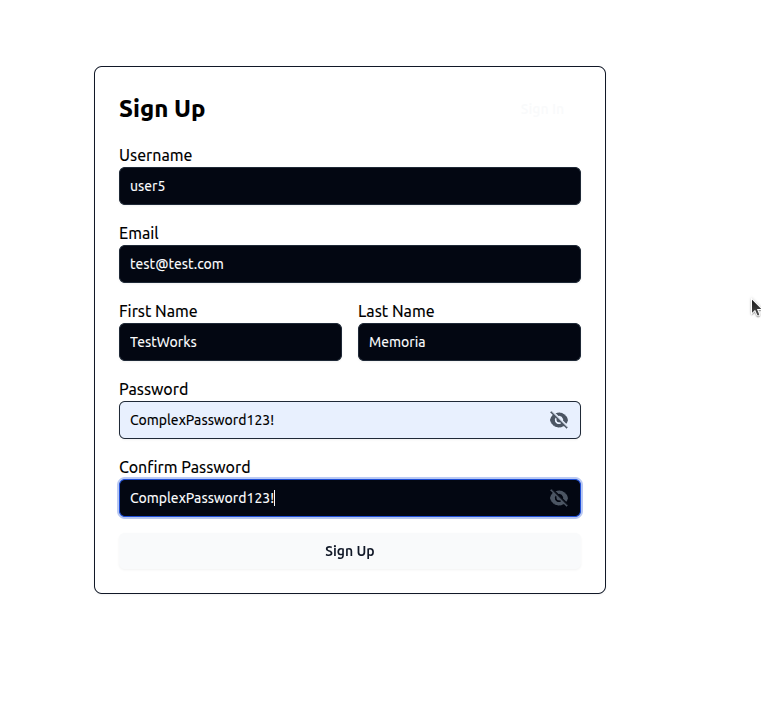 Sign Up
Sign In
Username
user5
Email
test@test.com
First Name Last Name
TestWorks Memoria
Password
ComplexPassword123!
Confirm Password
ComplexPassword123!
Sign Up